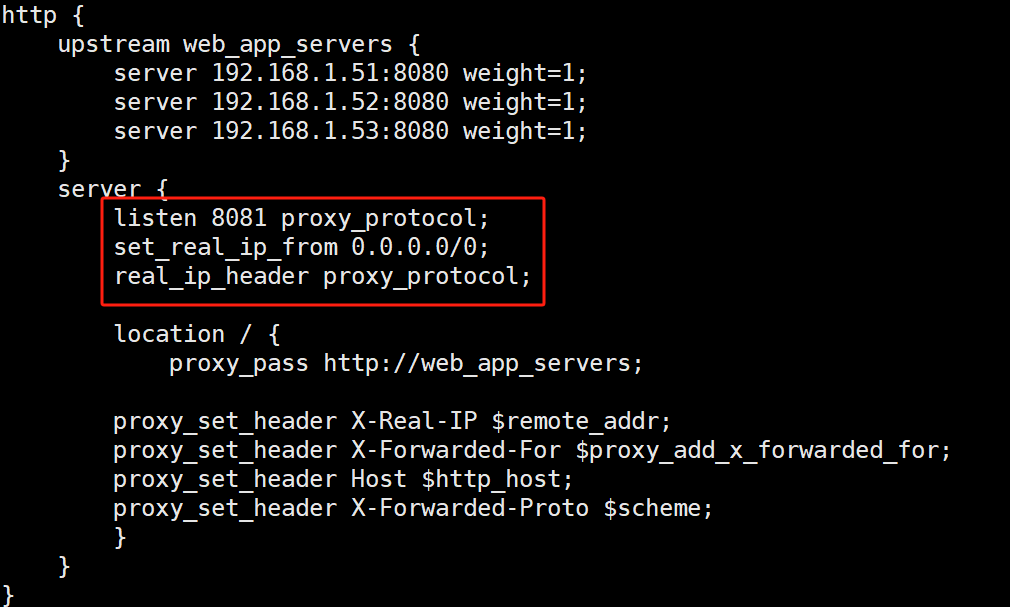 http {
    upstream web_app_servers {
        server 192.168.1.51:8080 weight=1;
        server 192.168.1.52:8080 weight=1;
        server 192.168.1.53:8080 weight=1;
    }
    server {
        listen 8081 proxy_protocol;
        set_real_ip_from 0.0.0.0/0;
        real_ip_header proxy_protocol;

        location / {
            proxy_pass http://web_app_servers;

        proxy_set_header X-Real-IP $remote_addr;
        proxy_set_header X-Forwarded-For $proxy_add_x_forwarded_for;
        proxy_set_header Host $http_host;
        proxy_set_header X-Forwarded-Proto $scheme;
        }
    }
}